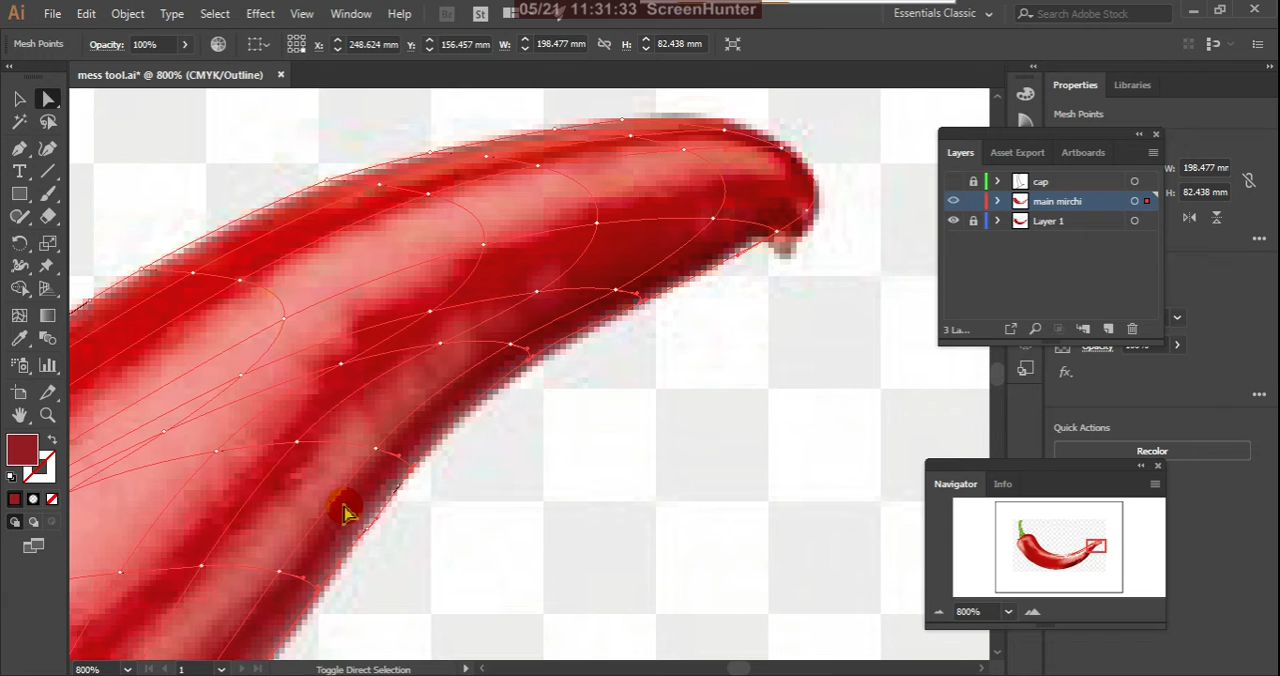 05/21 11:31:33 ScreenHunter
Ai File Edit Object Type Select Effect View Window Help Br St Essentials Classic Search Adobe Stock
Mesh Points Opacity: 100% X: 248.624 mm Y: 156.457 mm W: 198.477 mm H: 82.438 mm
mess tool.ai* @ 800% (CMYK/Outline) ×
Properties Libraries
Mesh Points
Layers Asset Export Artboards
W: 198.477 mm
H: 82.438 mm
cap
main mirchi
Layer 1
3 La...
Opacity
fx.
Quick Actions
Recolor
Navigator Info
800%
800% 1 Toggle Direct Selection